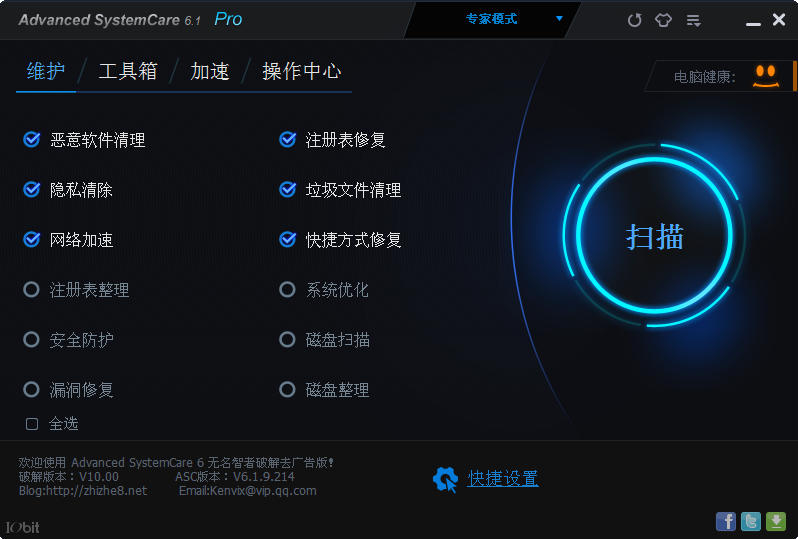 Advanced SystemCare 6.1 Pro
专家模式
维护 工具箱 加速 操作中心
电脑健康:
恶意软件清理 注册表修复
隐私清除 垃圾文件清理
网络加速 快捷方式修复
扫描
注册表整理 系统优化
安全防护 磁盘扫描
漏洞修复 磁盘整理
全选
欢迎使用 Advanced SystemCare 6 无名智者破解去广告版!
破解版本:V10.00 ASC版本:V6.1.9.214
Blog:http://zhizhe8.net Email:Kenvix@vip.qq.com
快捷设置
IObit